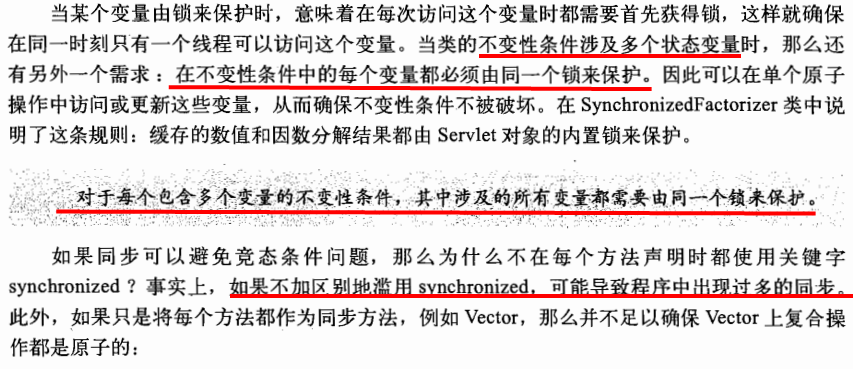 当某个变量由锁来保护时，意味着在每次访问这个变量时都需要首先获得锁，这样就确保
在同一时刻只有一个线程可以访问这个变量。当类的不变性条件涉及多个状态变量时，那么还
有另外一个需求：在不变性条件中的每个变量都必须由同一个锁来保护。因此可以在单个原子
操作中访问或更新这些变量，从而确保不变性条件不被破坏。在 SynchronizedFactorizer 类中说
明了这条规则：缓存的数值和因数分解结果都由 Servlet 对象的内置锁来保护。
对于每个包含多个变量的不变性条件，其中涉及的所有变量都需要由同一个锁来保护。
如果同步可以避免竞态条件问题，那么为什么不在每个方法声明时都使用关键字
synchronized？事实上，如果不加区别地滥用 synchronized，可能导致程序中出现过多的同步。
此外，如果只是将每个方法都作为同步方法，例如 Vector，那么并不足以确保 Vector 上复合操
作都是原子的：